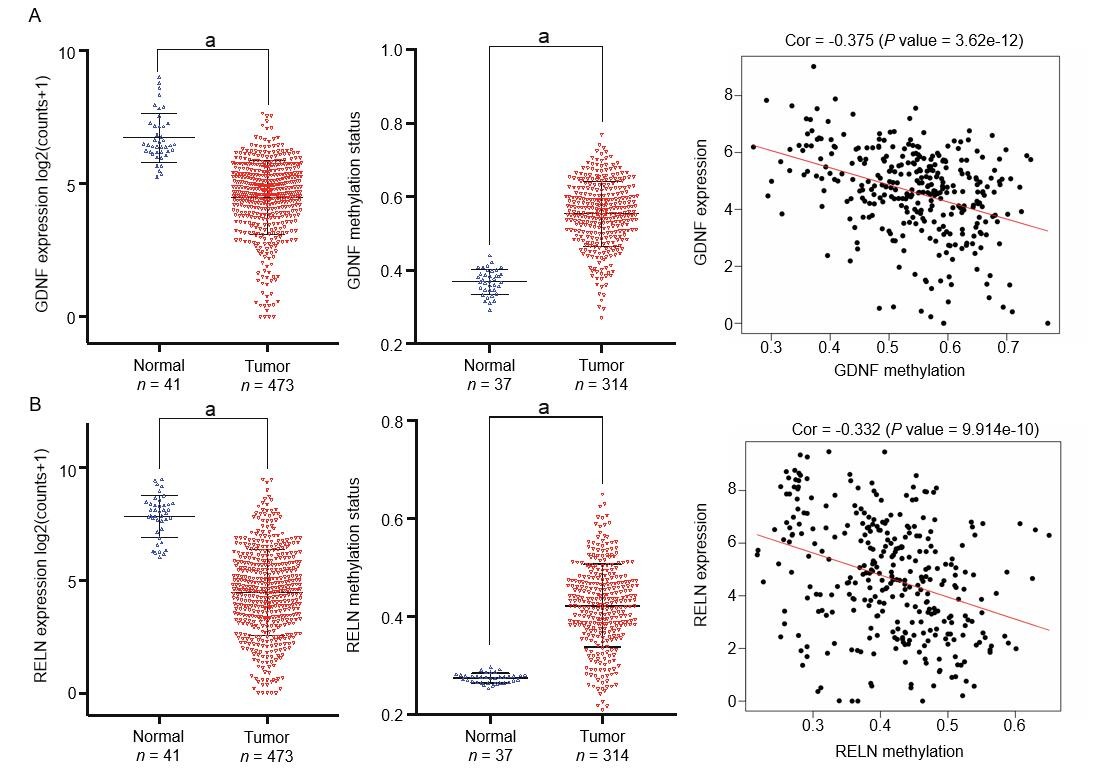 A
GDNF expression log2(counts+1)
10
5
0
a
Normal
n = 41
Tumor
n = 473
GDNF methylation status
1.0
0.8
0.6
0.4
0.2
a
Normal
n = 37
Tumor
n = 314
Cor = -0.375 (P value = 3.62e-12)
GDNF expression
8
6
4
2
0
0.3 0.4 0.5 0.6 0.7
GDNF methylation
B
RELN expression log2(counts+1)
10
5
0
a
Normal
n = 41
Tumor
n = 473
RELN methylation status
0.8
0.6
0.4
0.2
a
Normal
n = 37
Tumor
n = 314
Cor = -0.332 (P value = 9.914e-10)
RELN expression
8
6
4
2
0
0.3 0.4 0.5 0.6
RELN methylation